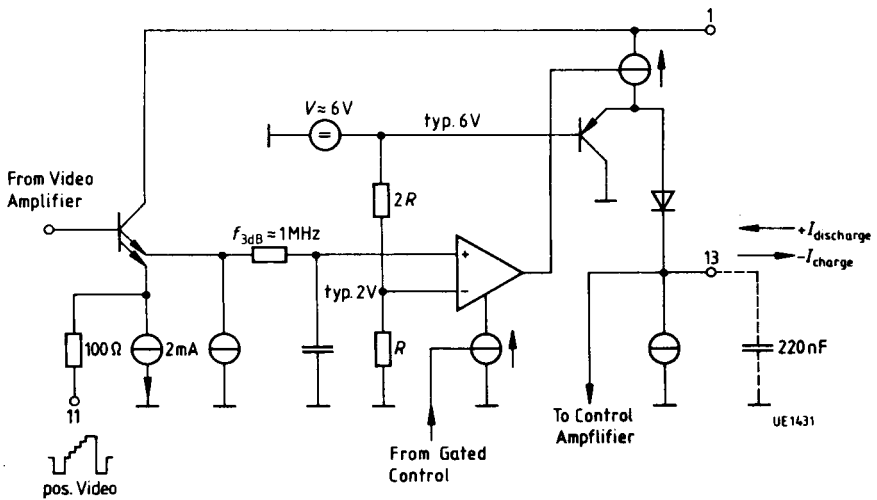 1
V ≈ 6V
typ. 6V
From Video
Amplifier
2R
f3dB ≈ 1MHz
+
typ. 2V
−
+Idischarge
−Icharge
13
100Ω
2mA
R
220nF
11
To Control
Ampflifier
UE1431
From Gated
Control
pos. Video